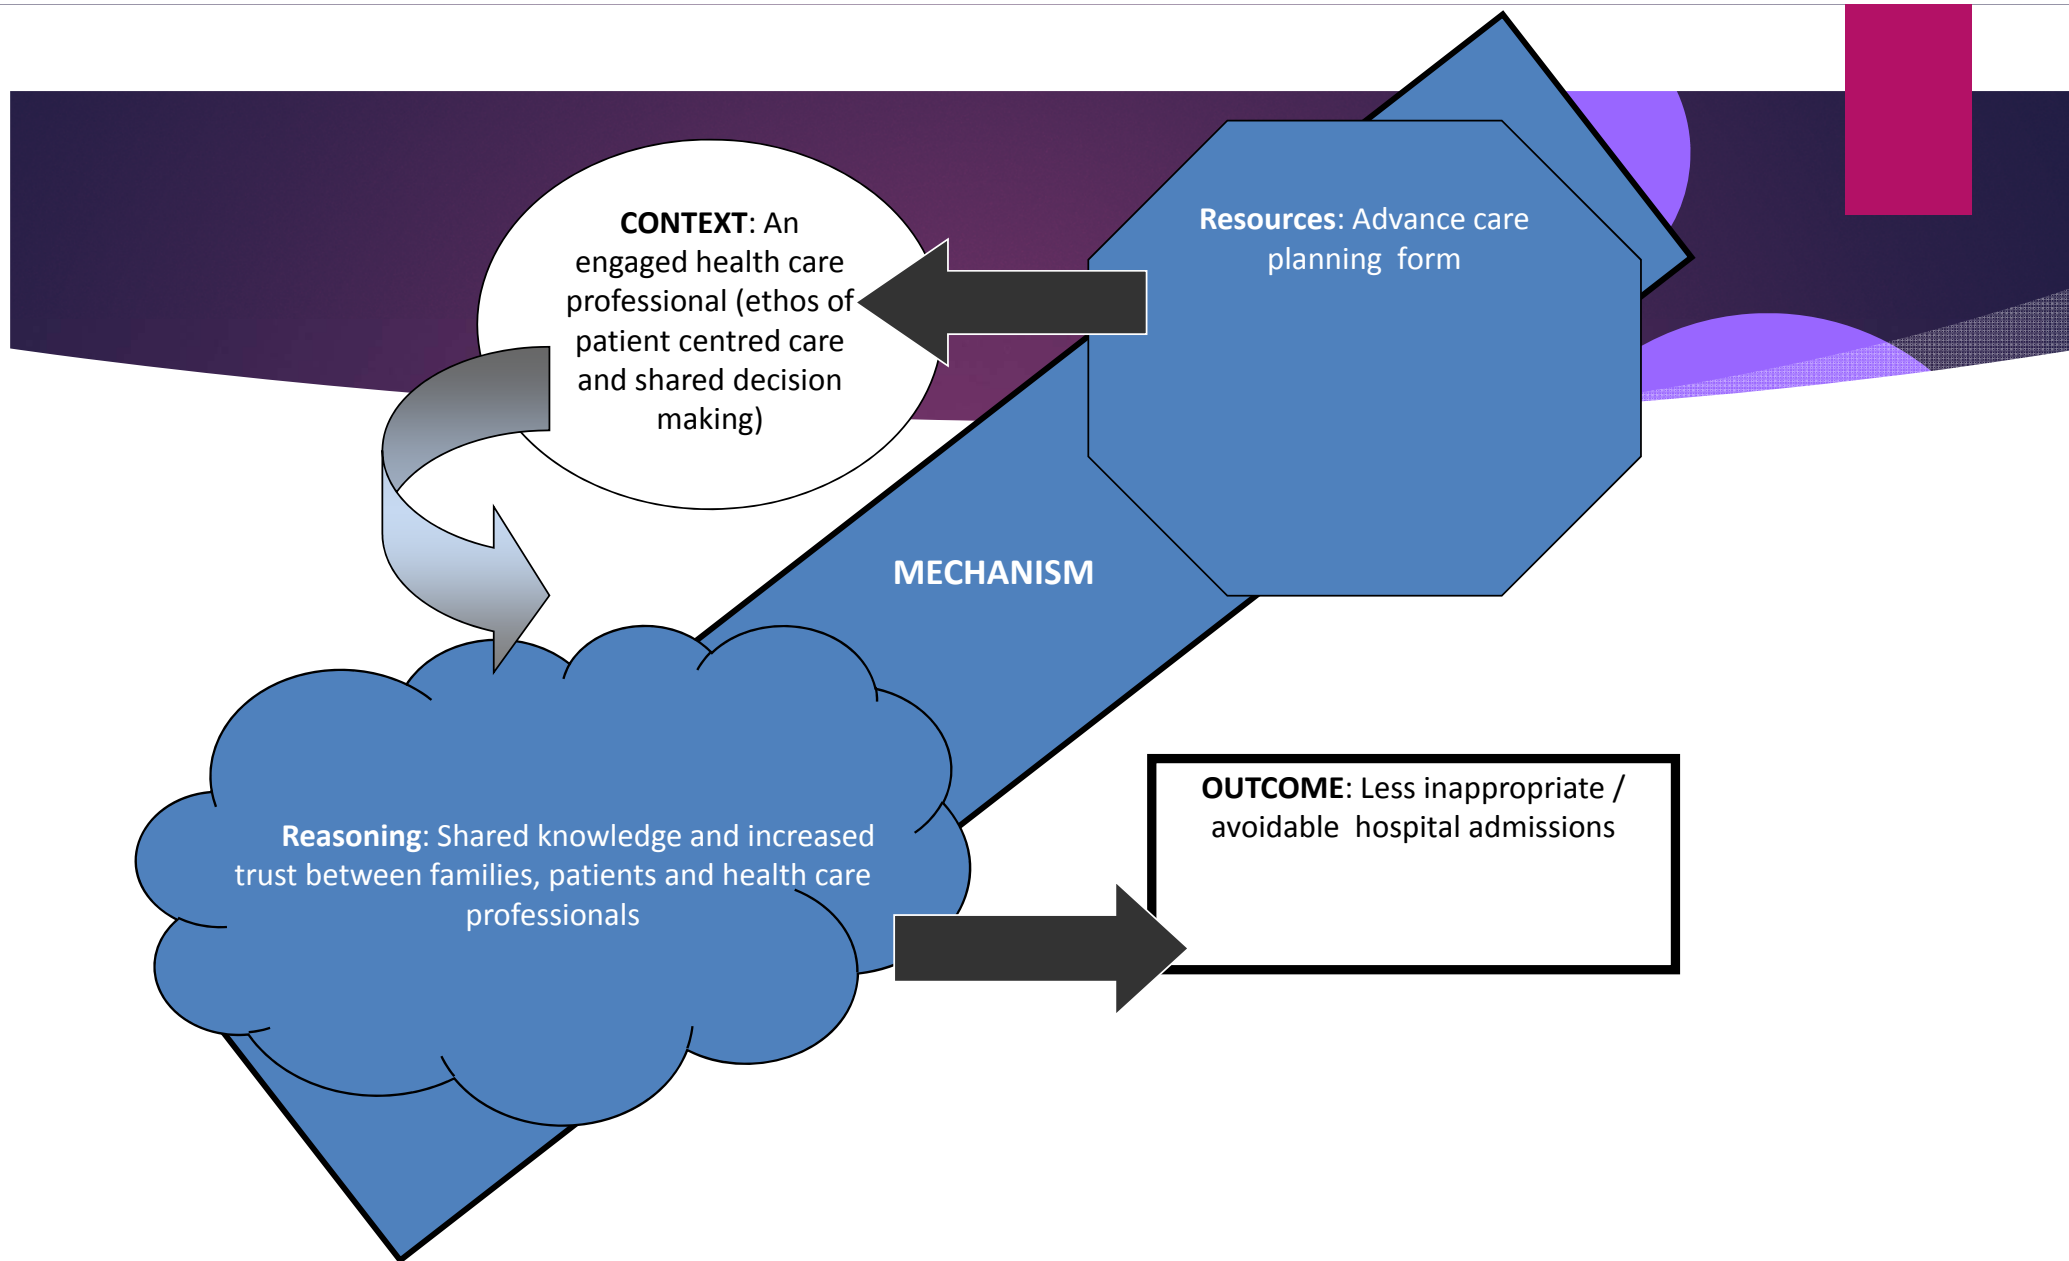 CONTEXT: An
engaged health care
professional (ethos of
patient centred care
and shared decision
making)
Resources: Advance care
planning form
MECHANISM
Reasoning: Shared knowledge and increased
trust between families, patients and health care
professionals
OUTCOME: Less inappropriate /
avoidable hospital admissions